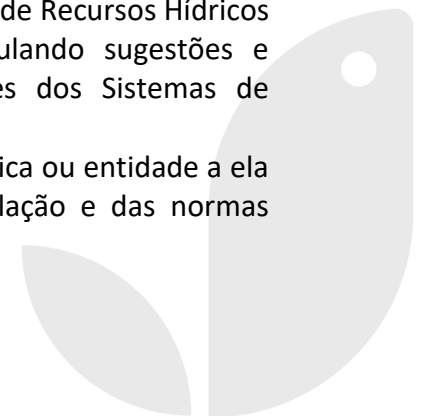 de Recursos Hídricos
ulando sugestões e
es dos Sistemas de
ica ou entidade a ela
lação e das normas